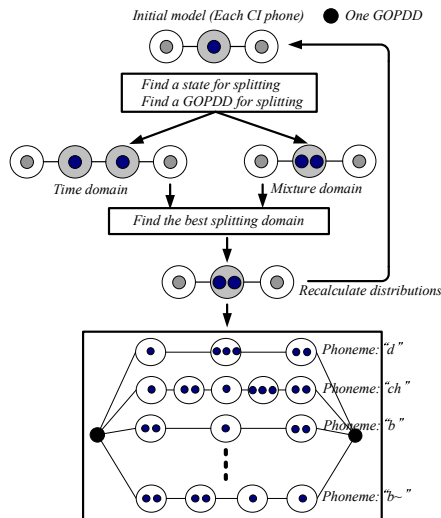 Initial model (Each CI phone)
One GOPDD
Find a state for splitting
Find a GOPDD for splitting
Time domain
Mixture domain
Find the best splitting domain
Recalculate distributions
Phoneme: “d”
Phoneme: “ch”
Phoneme: “b”
Phoneme: “b~”